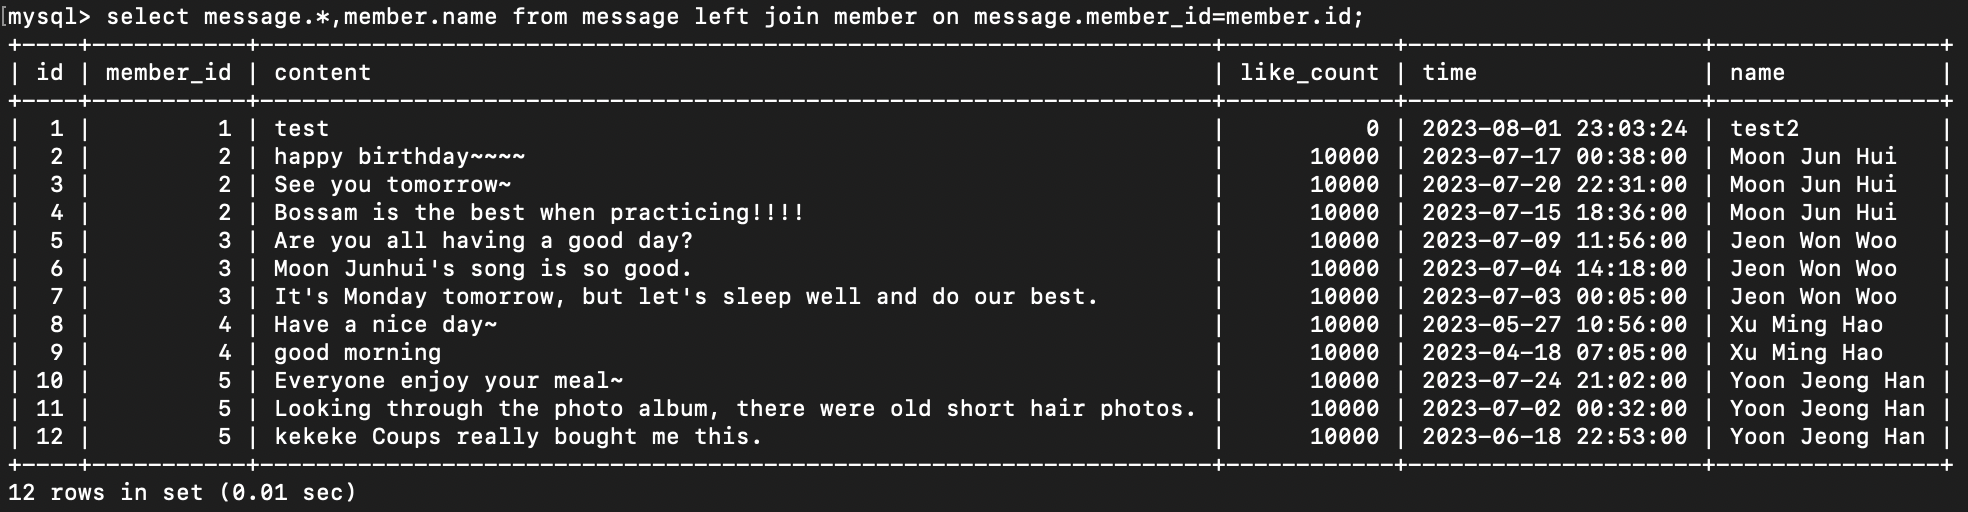 [mysql> select message.*,member.name from message left join member on message.member_id=member.id;
+----+-----------+---------------------------------------------------------------------+------------+---------------------+----------------+
| id | member_id | content                                                             | like_count | time                | name           |
+----+-----------+---------------------------------------------------------------------+------------+---------------------+----------------+
|  1 |         1 | test                                                                |          0 | 2023-08-01 23:03:24 | test2          |
|  2 |         2 | happy birthday~~~~                                                  |      10000 | 2023-07-17 00:38:00 | Moon Jun Hui   |
|  3 |         2 | See you tomorrow~                                                   |      10000 | 2023-07-20 22:31:00 | Moon Jun Hui   |
|  4 |         2 | Bossam is the best when practicing!!!!                              |      10000 | 2023-07-15 18:36:00 | Moon Jun Hui   |
|  5 |         3 | Are you all having a good day?                                      |      10000 | 2023-07-09 11:56:00 | Jeon Won Woo   |
|  6 |         3 | Moon Junhui's song is so good.                                      |      10000 | 2023-07-04 14:18:00 | Jeon Won Woo   |
|  7 |         3 | It's Monday tomorrow, but let's sleep well and do our best.         |      10000 | 2023-07-03 00:05:00 | Jeon Won Woo   |
|  8 |         4 | Have a nice day~                                                    |      10000 | 2023-05-27 10:56:00 | Xu Ming Hao    |
|  9 |         4 | good morning                                                        |      10000 | 2023-04-18 07:05:00 | Xu Ming Hao    |
| 10 |         5 | Everyone enjoy your meal~                                           |      10000 | 2023-07-24 21:02:00 | Yoon Jeong Han |
| 11 |         5 | Looking through the photo album, there were old short hair photos. |      10000 | 2023-07-02 00:32:00 | Yoon Jeong Han |
| 12 |         5 | kekeke Coups really bought me this.                                 |      10000 | 2023-06-18 22:53:00 | Yoon Jeong Han |
+----+-----------+---------------------------------------------------------------------+------------+---------------------+----------------+
12 rows in set (0.01 sec)